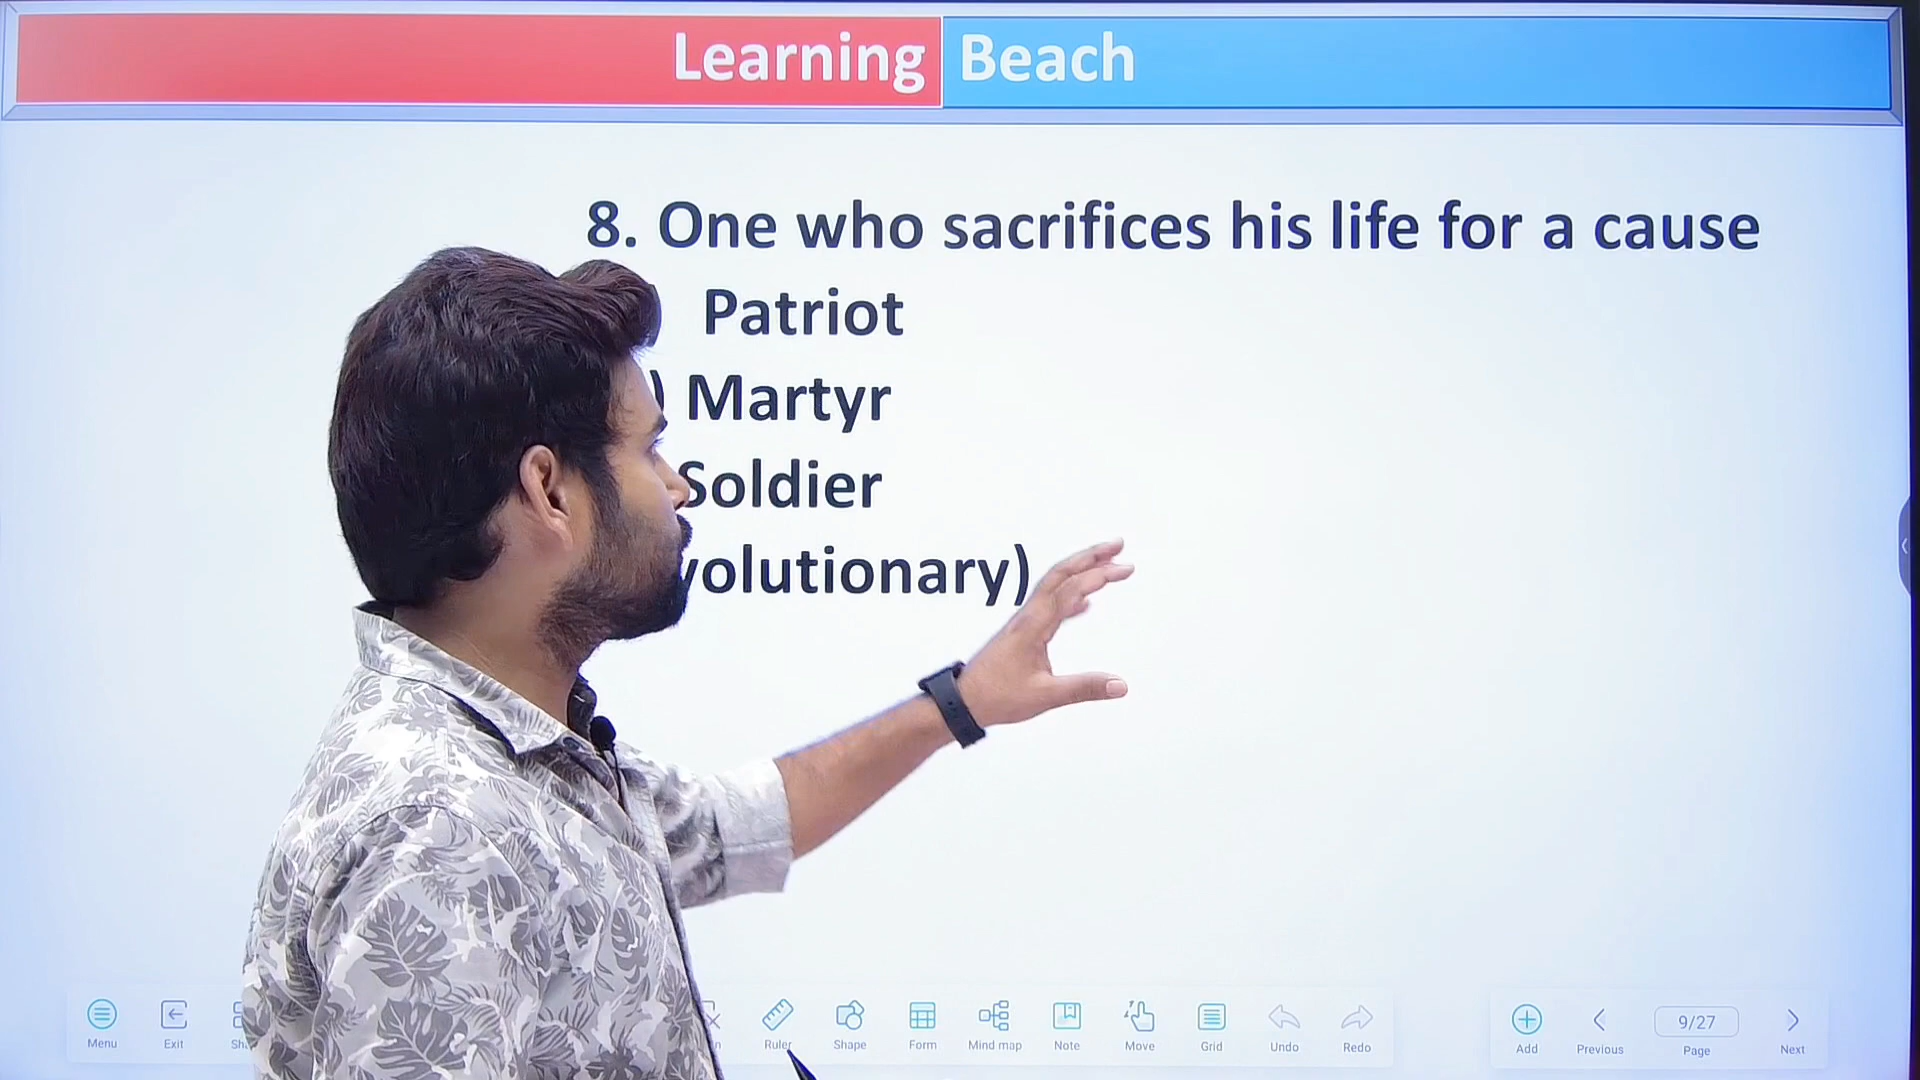 Learning Beach
8. One who sacrifices his life for a cause
Patriot
) Martyr
Soldier
volutionary)
Menu
Exit
Ruler
Shape
Form
Mind map
Note
Move
Grid
Undo
Redo
Add
Previous
9/27
Page
Next